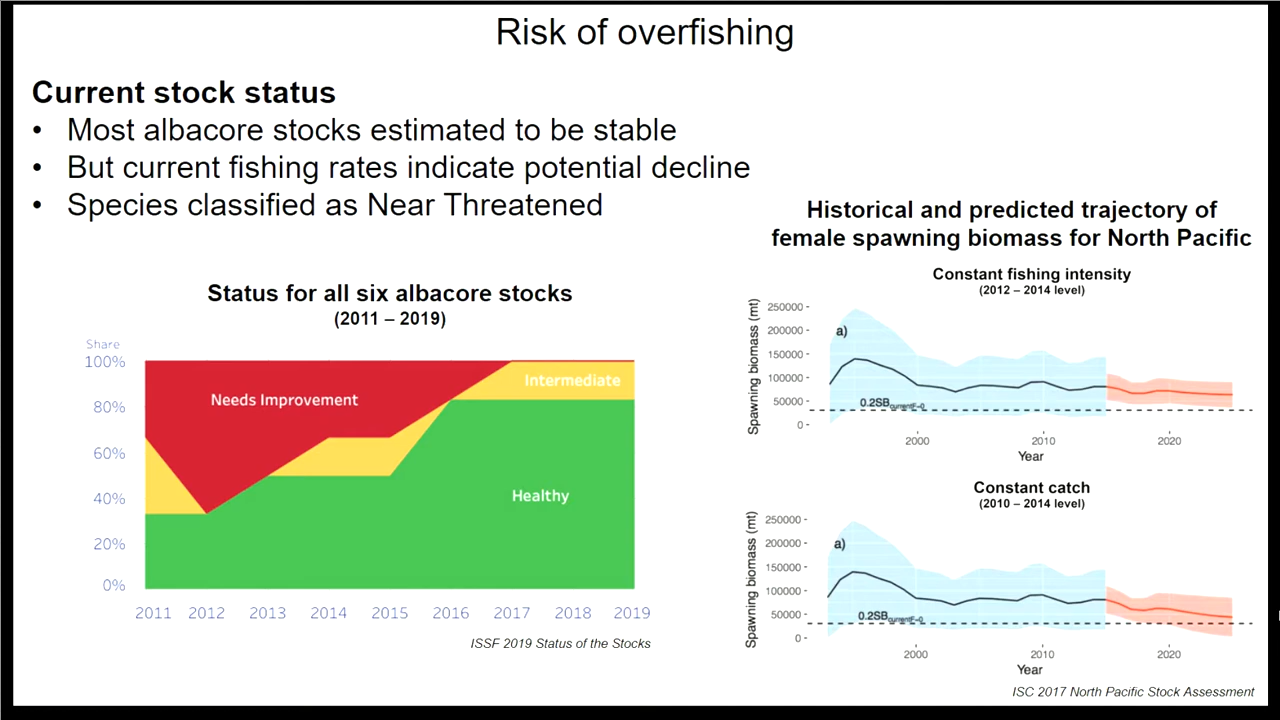 Risk of overfishing
Current stock status
• Most albacore stocks estimated to be stable
• But current fishing rates indicate potential decline
• Species classified as Near Threatened
Status for all six albacore stocks
(2011 – 2019)
Share
100%
80%
60%
40%
20%
0%
Needs Improvement
Intermediate
Healthy
2011 2012 2013 2014 2015 2016 2017 2018 2019
ISSF 2019 Status of the Stocks
Historical and predicted trajectory of
female spawning biomass for North Pacific
Constant fishing intensity
(2012 – 2014 level)
Spawning biomass (mt)
250000
200000
150000
100000
50000
0
a)
0.2SBcurrentF=0
2000 2010 2020
Year
Constant catch
(2010 – 2014 level)
Spawning biomass (mt)
250000
200000
150000
100000
50000
0
a)
0.2SBcurrentF=0
2000 2010 2020
Year
ISC 2017 North Pacific Stock Assessment